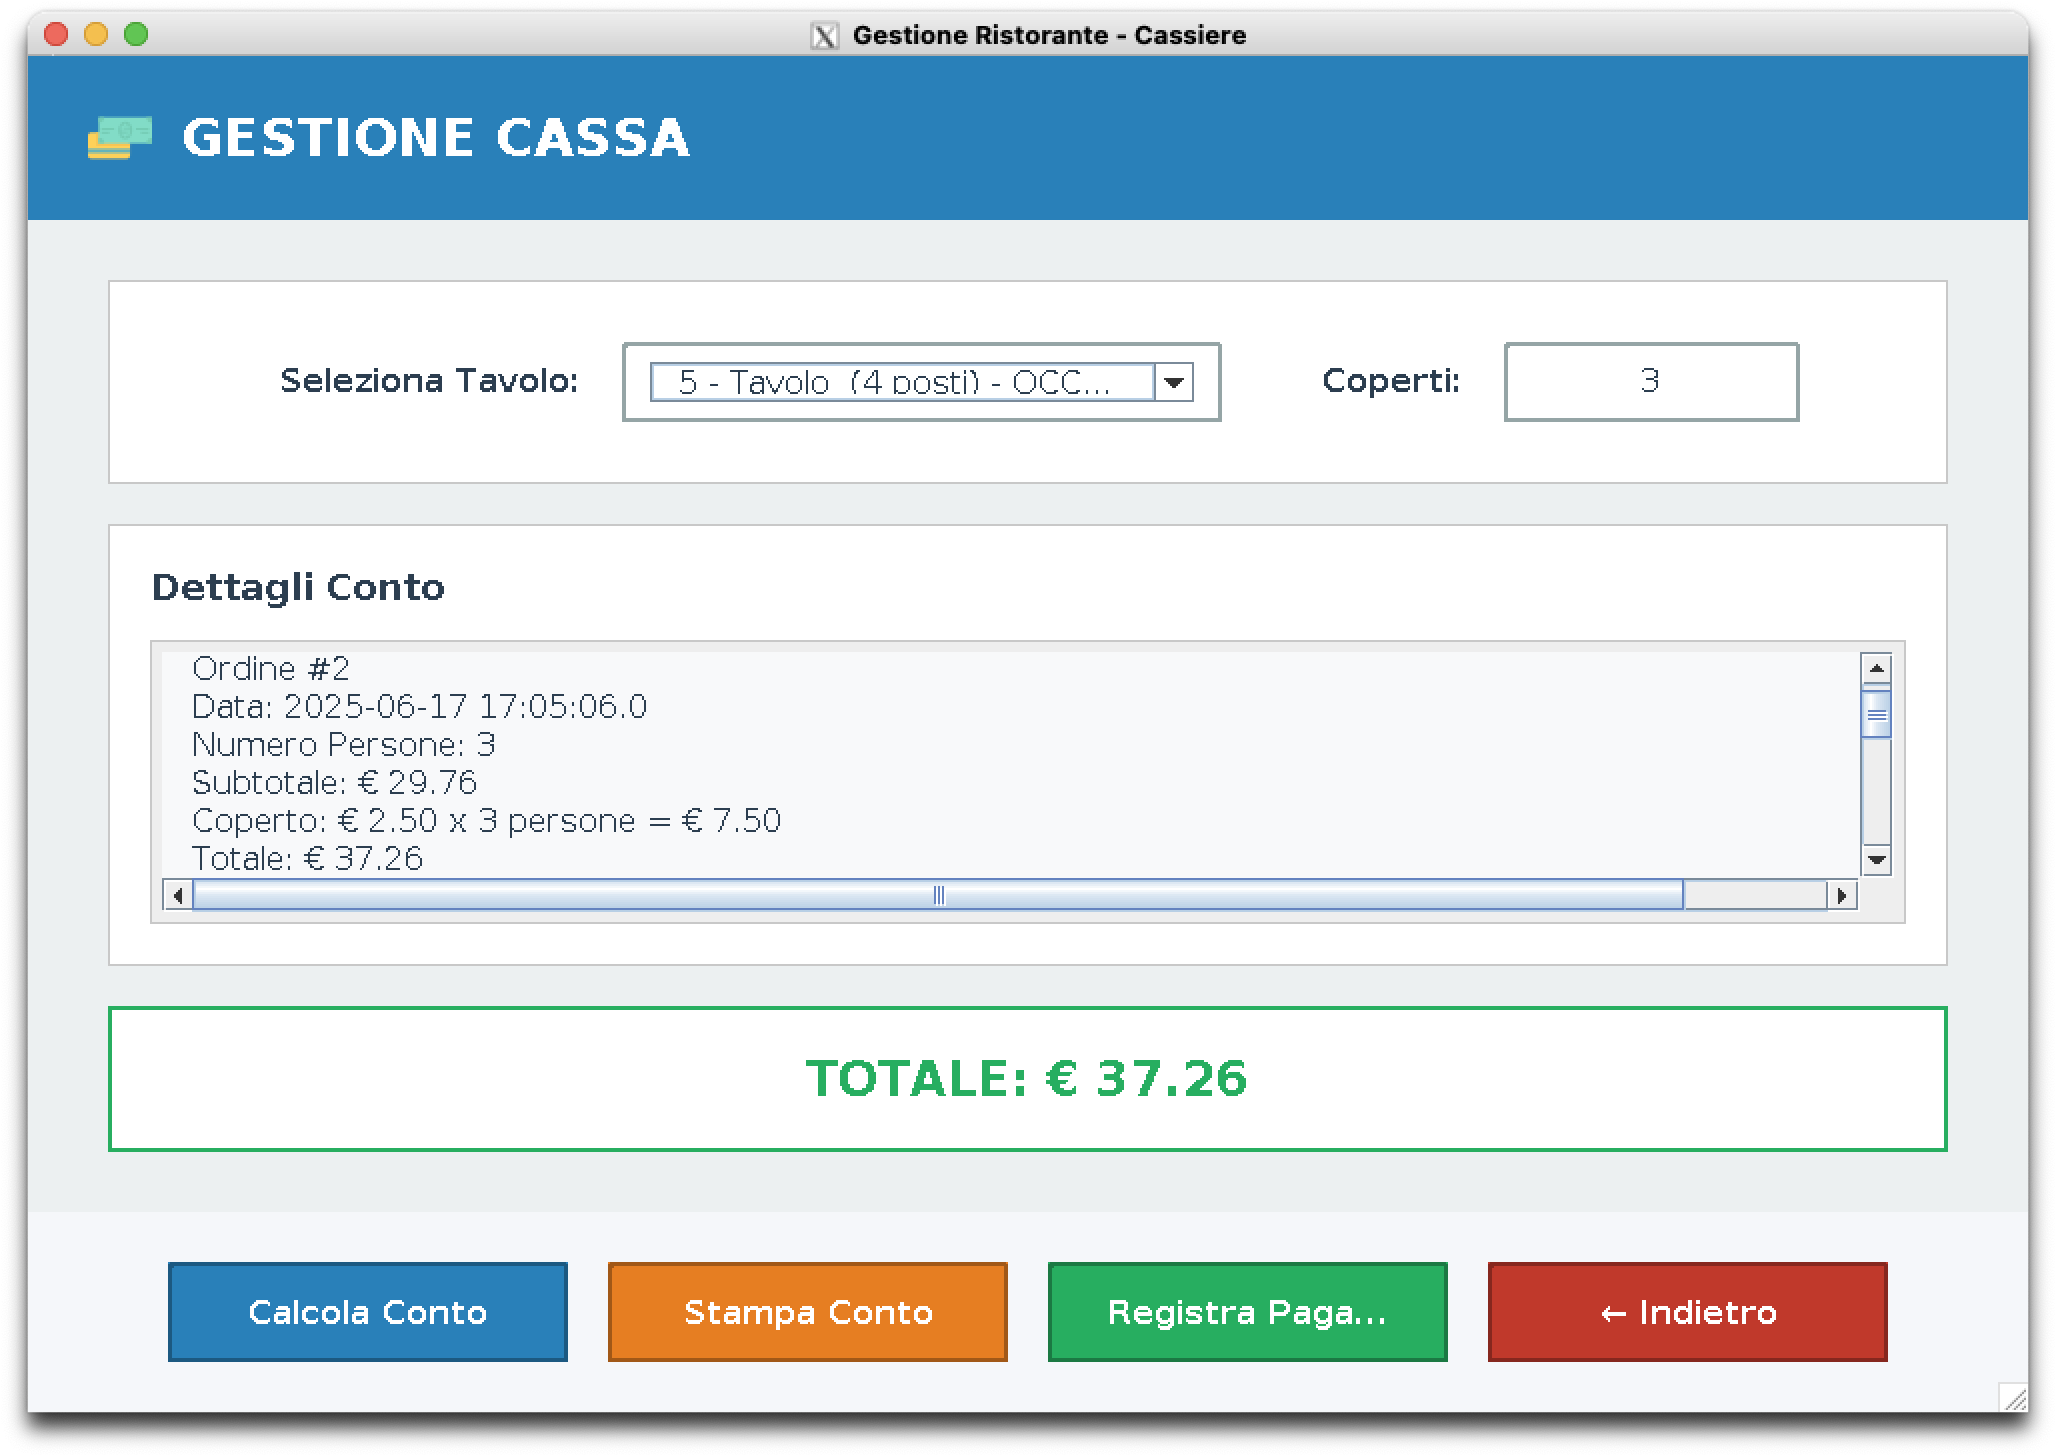 Gestione Ristorante - Cassiere
GESTIONE CASSA
Seleziona Tavolo: 5 - Tavolo (4 posti) - OCC... Coperti: 3
Dettagli Conto
Ordine #2
Data: 2025-06-17 17:05:06.0
Numero Persone: 3
Subtotale: € 29.76
Coperto: € 2.50 x 3 persone = € 7.50
Totale: € 37.26
TOTALE: € 37.26
Calcola Conto Stampa Conto Registra Paga... ← Indietro